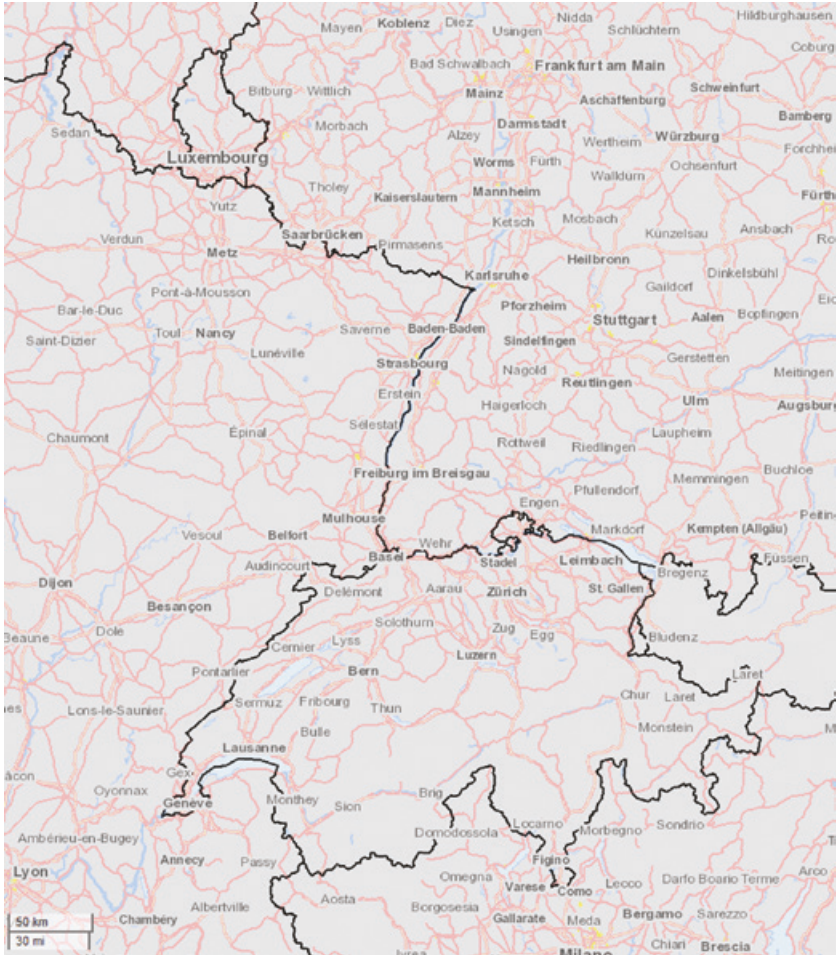 Mayen
Koblenz
Diez
Nidda
Hildburghausen
Usingen
Schlüchtern
Coburg
Bad Schwalbach
Frankfurt am Main
Bitburg
Wittlich
Mainz
Aschaffenburg
Schweinfurt
Sedan
Morbach
Alzey
Darmstadt
Wertheim
Würzburg
Bamberg
Luxembourg
Worms
Fürth
Walldürn
Ochsenfurt
Forchheim
Tholey
Kaiserslautern
Mannheim
Fürth
Yutz
Ketsch
Mosbach
Verdun
Saarbrücken
Pirmasens
Künzelsau
Ansbach
Metz
Heilbronn
Dinkelsbühl
Karlsruhe
Gaildorf
Pont-à-Mousson
Pforzheim
Bar-le-Duc
Toul
Nancy
Saverne
Baden-Baden
Stuttgart
Aalen
Bopfingen
Saint-Dizier
Lunéville
Sindelfingen
Strasbourg
Nagold
Gerstetten
Meitingen
Erstein
Reutlingen
Haigerloch
Ulm
Augsburg
Chaumont
Épinal
Sélestat
Rottweil
Riedlingen
Laupheim
Freiburg im Breisgau
Memmingen
Buchloe
Engen
Pfullendorf
Mulhouse
Markdorf
Kempten (Allgäu)
Peitin-
Vesoul
Belfort
Wehr
Basel
Stadel
Leimbach
Füssen
Audincourt
Bregenz
Dijon
Delémont
Aarau
Zürich
St. Gallen
Besançon
Solothurn
Beaune
Dole
Lyss
Zug
Egg
Bludenz
Cernier
Luzern
Pontarlier
Bern
Laret
Lons-le-Saunier
Sermuz
Fribourg
Thun
Chur
Laret
Bulle
Monstein
Lausanne
Gex
âcon
Oyonnax
Genève
Monthey
Sion
Brig
Locarno
Morbegno
Sondrio
Ambérieu-en-Bugey
Domodossola
Annecy
Passy
Figino
Lyon
Omegna
Varese
Como
Lecco
Darfo Boario Terme
Arco
Albertville
Aosta
Borgosesia
50 km
Chambéry
Gallarate
Meda
Bergamo
Sarezzo
30 mi
Milano
Chiari
Brescia